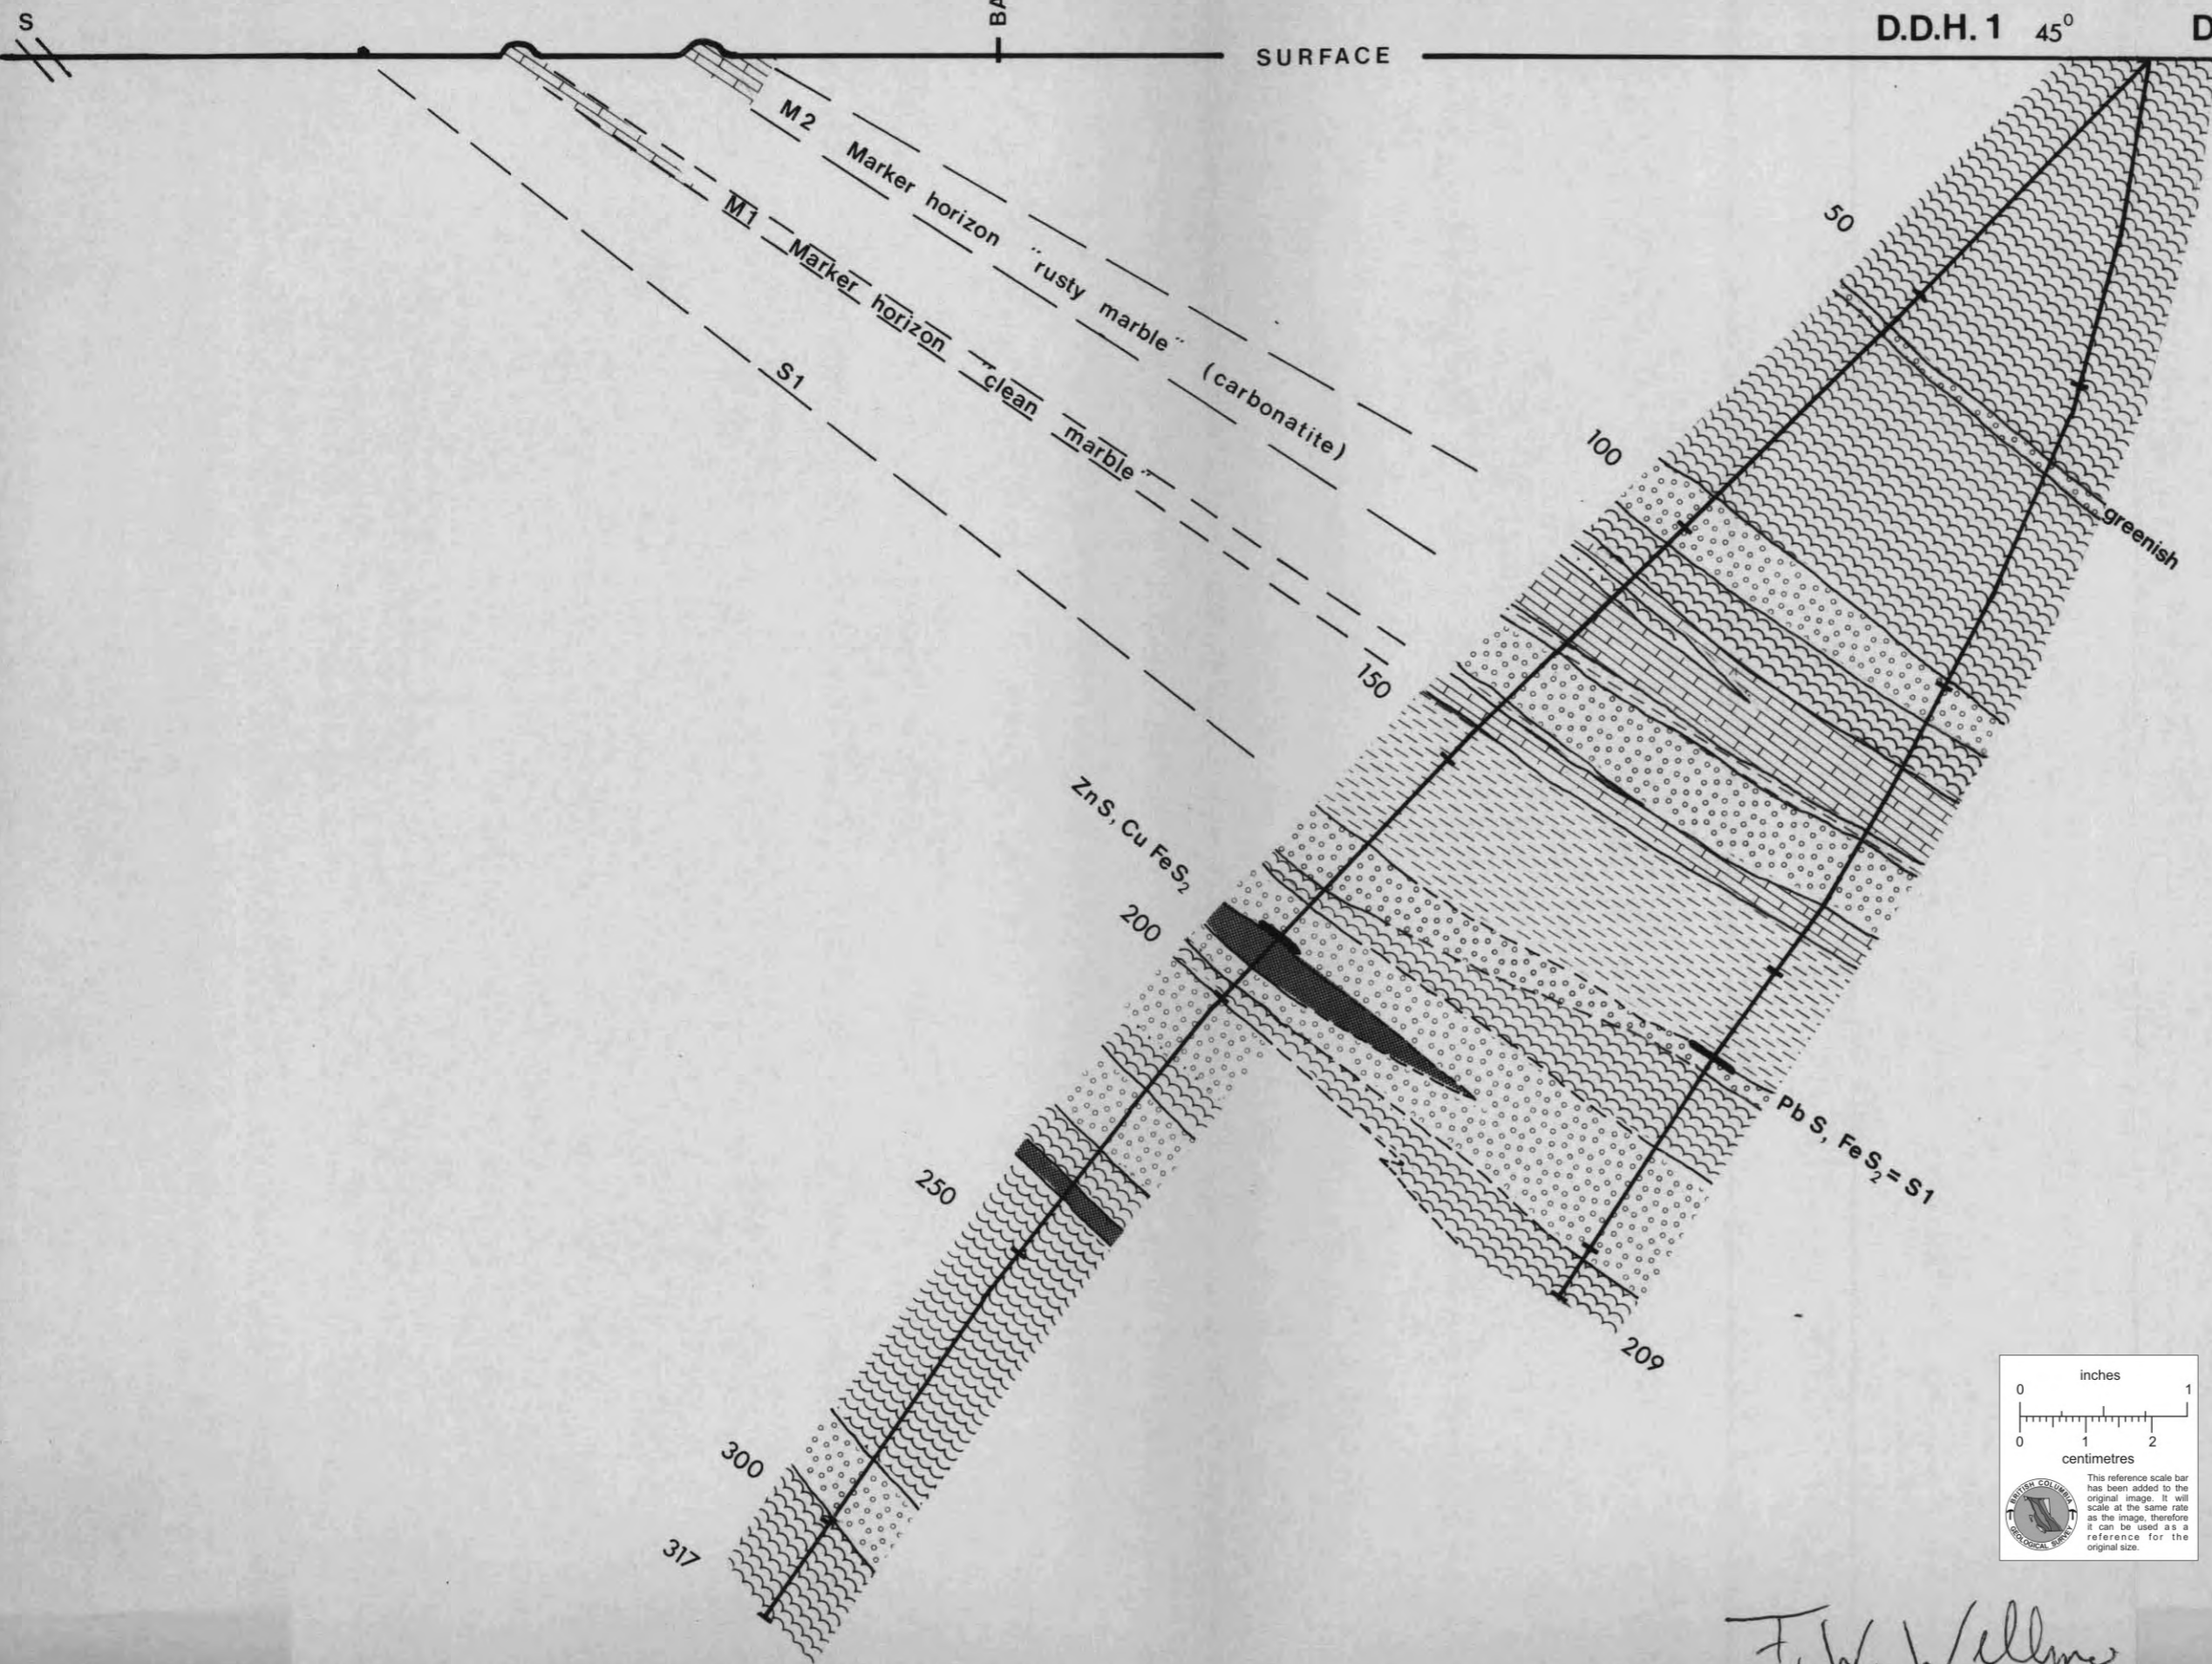 S
BA
D.D.H. 1 45°
D
SURFACE
M2 Marker horizon "rusty marble" (carbonatite)
M1 Marker horizon "clean marble"
S1
50
100
greenish
150
ZnS, Cu FeS2
200
Pb S, Fe S2 = S1
250
209
300
317
inches
0 1
0 1 2
centimetres
This reference scale bar
has been added to the
original image. It will
scale at the same rate
as the image, therefore
it can be used as a
reference for the
original size.
BRITISH COLUMBIA
GEOLOGICAL SURVEY